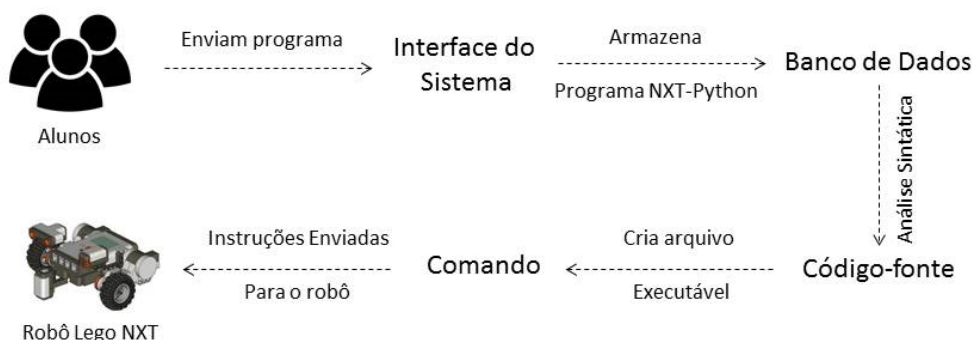 Enviam programa
Interface do
Sistema
Armazena
Programa NXT-Python
Banco de Dados
Alunos
Análise Sintática
Código-fonte
Cria arquivo
Executável
Comando
Instruções Enviadas
Para o robô
Robô Lego NXT